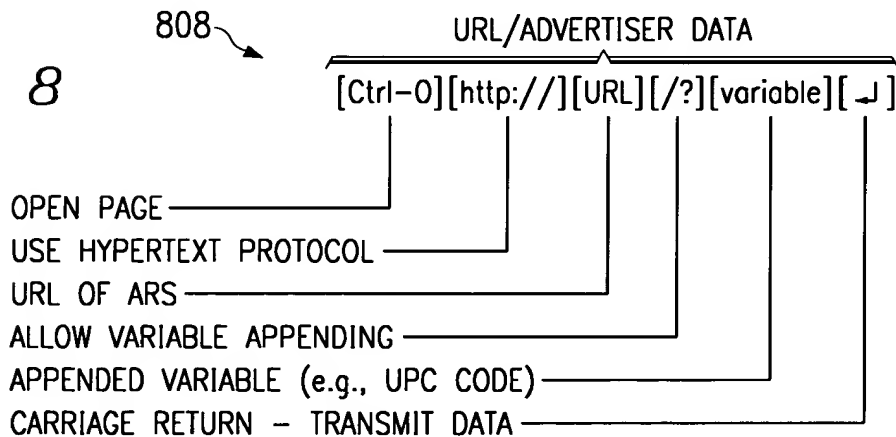 808
URL/ADVERTISER DATA
8
[Ctrl-O][http://][URL][/?][variable][↵]
OPEN PAGE
USE HYPERTEXT PROTOCOL
URL OF ARS
ALLOW VARIABLE APPENDING
APPENDED VARIABLE (e.g., UPC CODE)
CARRIAGE RETURN - TRANSMIT DATA